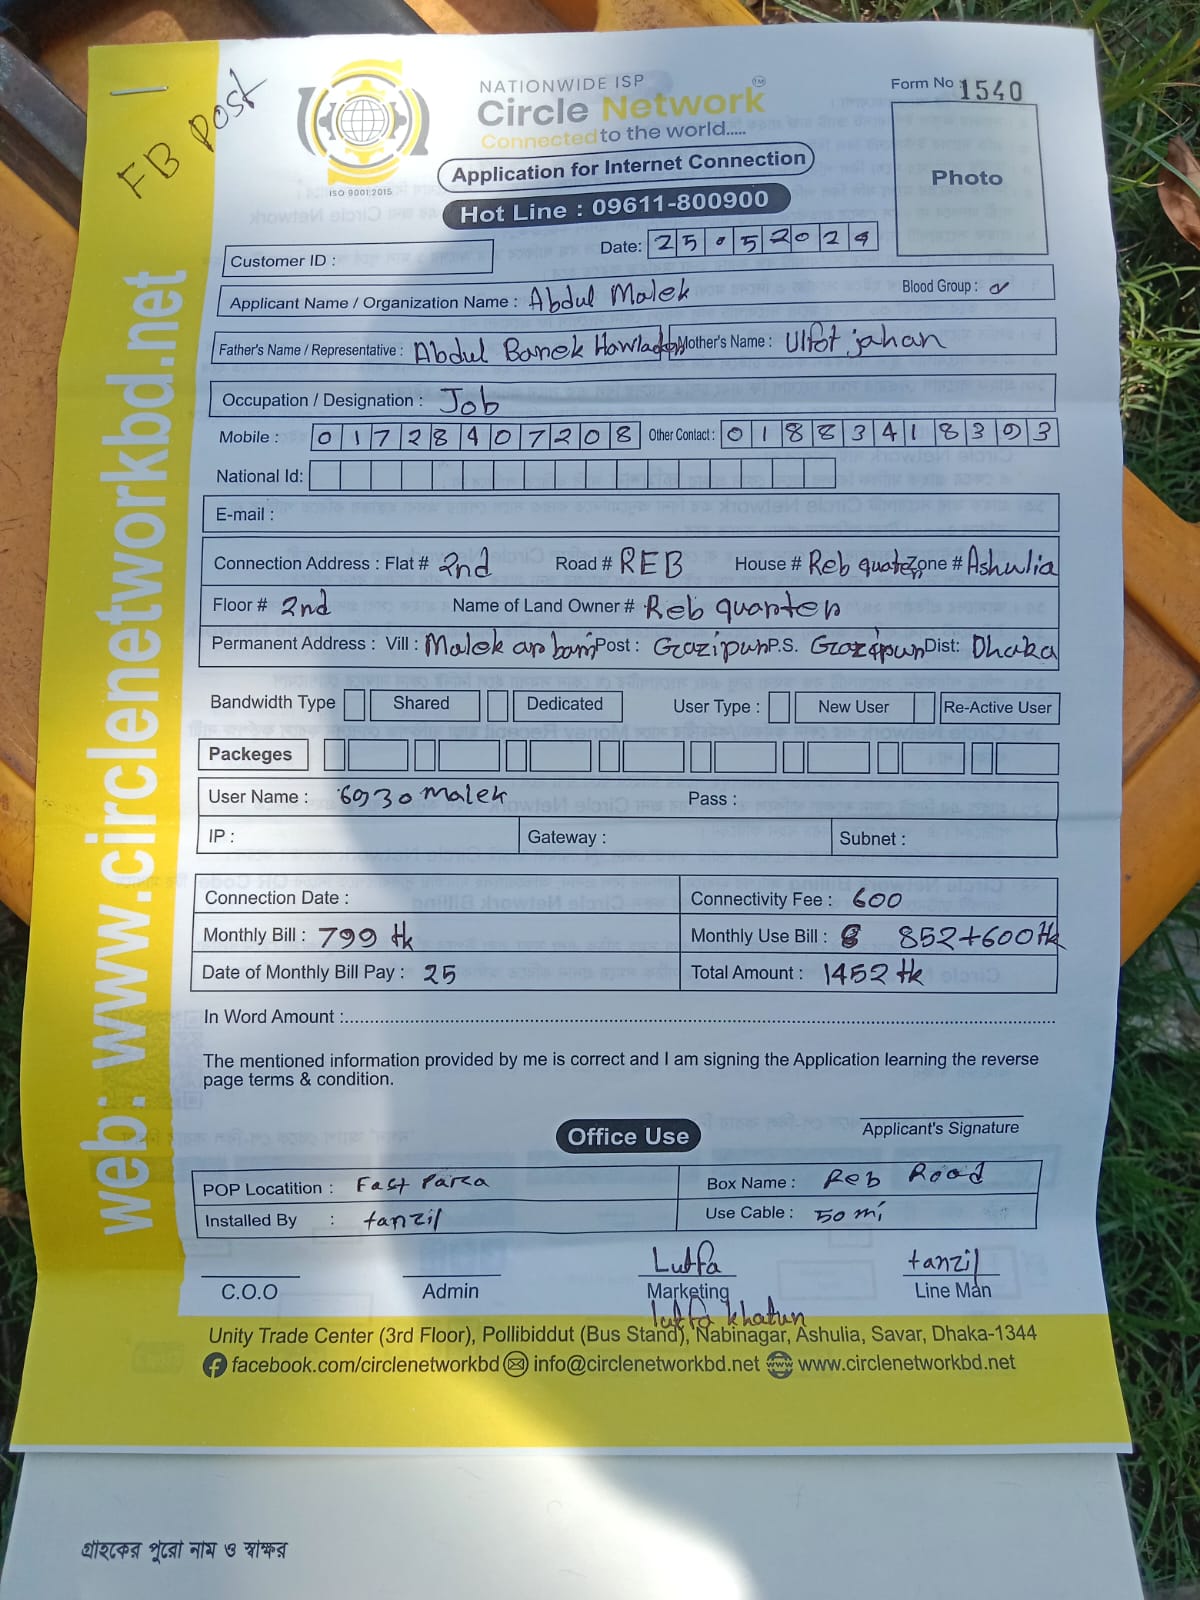 FB post
NATIONWIDE ISP
Circle Network™
Connected to the world.....
ISO 9001:2015
Form No 1540
Application for Internet Connection
Photo
Hot Line : 09611-800900
Date: 25.52024
Customer ID :
Applicant Name / Organization Name : Abdul Malek Blood Group :
Father's Name / Representative : Abdul Barek Howlader Mother's Name : Ulfot jahan
Occupation / Designation : Job
Mobile : 01728407208 Other Contact : 01883418393
National Id:
E-mail :
Connection Address : Flat # 2nd Road # REB House # Reb quater Zone # Ashulia
Floor # 2nd Name of Land Owner # Reb quarter
Permanent Address : Vill : Malek ar bari Post : Gazipur P.S. Gazipur Dist: Dhaka
Bandwidth Type Shared Dedicated User Type : New User Re-Active User
Packeges
User Name : 6930malek Pass :
IP : Gateway : Subnet :
Connection Date : Connectivity Fee : 600
Monthly Bill : 799 tk Monthly Use Bill : 852+600tk
Date of Monthly Bill Pay : 25 Total Amount : 1452 tk
In Word Amount :
The mentioned information provided by me is correct and I am signing the Application learning the reverse
page terms & condition.
Applicant's Signature
Office Use
POP Locatition : East Parza Box Name : Reb Road
Installed By : tanzil Use Cable : 50 mi
Lutfa tanzil
C.O.O Admin Marketing Line Man
lutfa khatun
Unity Trade Center (3rd Floor), Pollibiddut (Bus Stand), Nabinagar, Ashulia, Savar, Dhaka-1344
facebook.com/circlenetworkbd info@circlenetworkbd.net www.circlenetworkbd.net
web: www.circlenetworkbd.net
গ্রাহকের পুরো নাম ও স্বাক্ষর